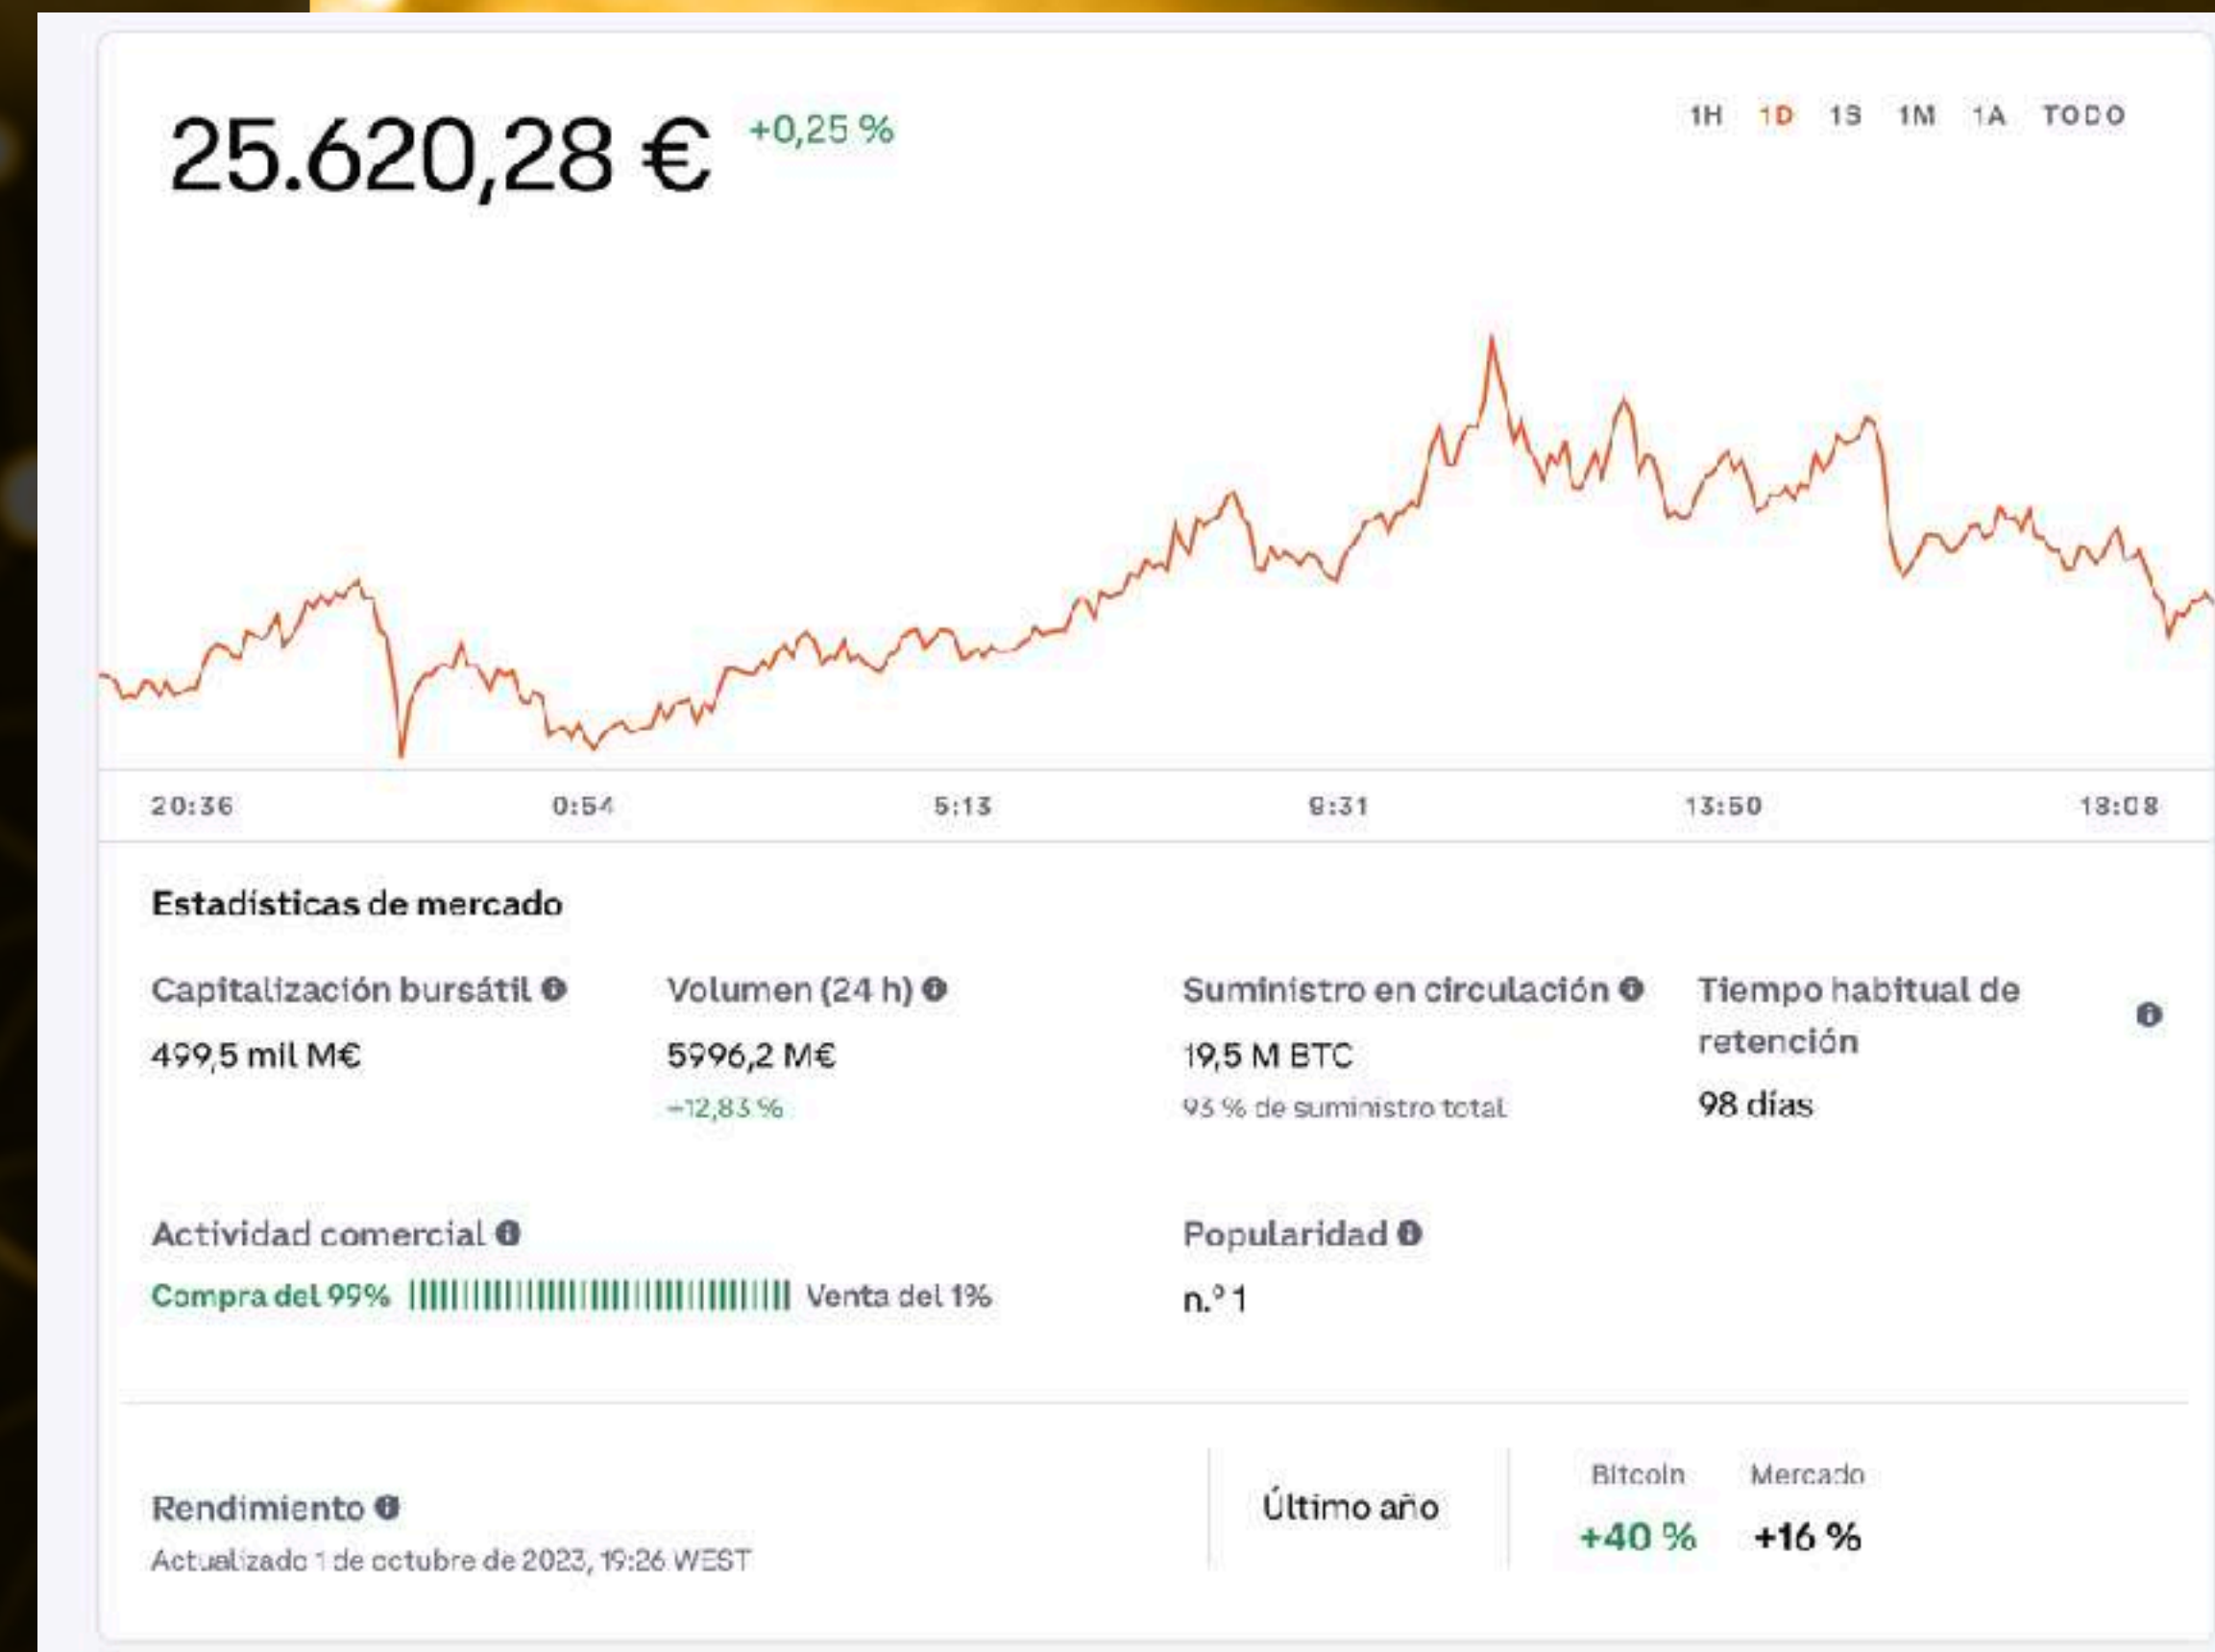 25.620,28 € +0,25 %
1H 1D 1S 1M 1A TODO
20:36 0:54 5:13 9:31 13:50 18:08
Estadísticas de mercado
Capitalización bursátil Volumen (24 h) Suministro en circulación Tiempo habitual de
retención
499,5 mil M€ 5996,2 M€ 19,5 M BTC 98 días
+12,83 % 93 % de suministro total
Actividad comercial Popularidad
Compra del 99% Venta del 1% n.º 1
Bitcoin Mercado
Rendimiento Último año +40 % +16 %
Actualizado 1 de octubre de 2023, 19:26 WEST